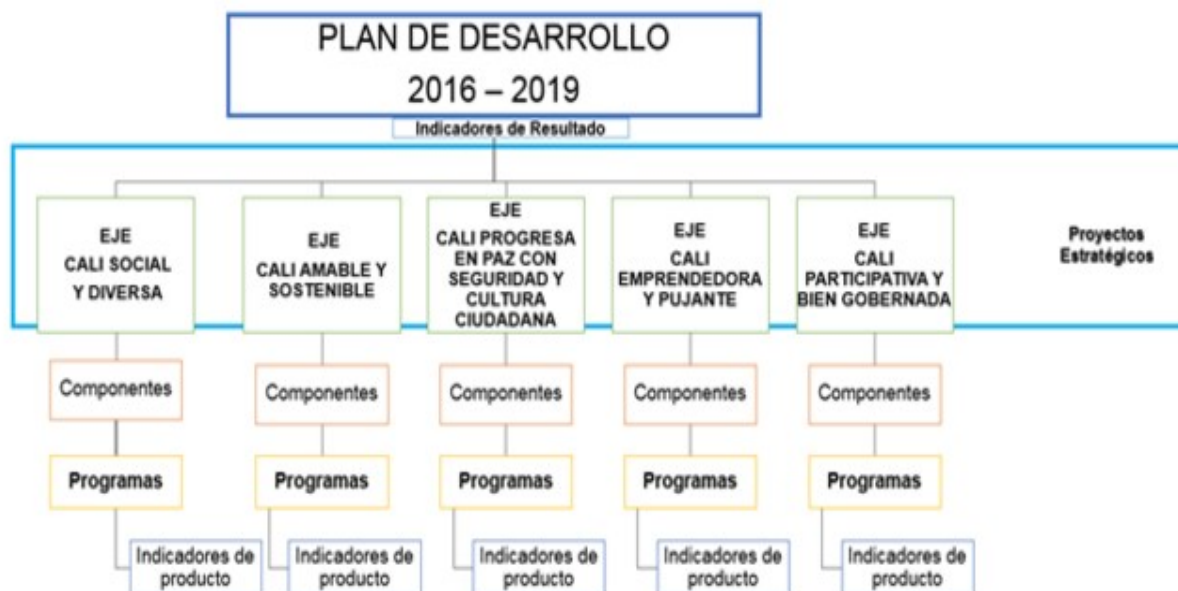 PLAN DE DESARROLLO
2016 – 2019
Indicadores de Resultado
EJE
CALI SOCIAL
Y DIVERSA
EJE
CALI AMABLE Y
SOSTENIBLE
EJE
CALI PROGRESA
EN PAZ CON
SEGURIDAD Y
CULTURA
CIUDADANA
EJE
CALI
EMPRENDEDORA
Y PUJANTE
EJE
CALI
PARTICIPATIVA Y
BIEN GOBERNADA
Proyectos
Estratégicos
Componentes
Componentes
Componentes
Componentes
Componentes
Programas
Programas
Programas
Programas
Programas
Indicadores de
producto
Indicadores de
producto
Indicadores de
producto
Indicadores de
producto
Indicadores de
producto